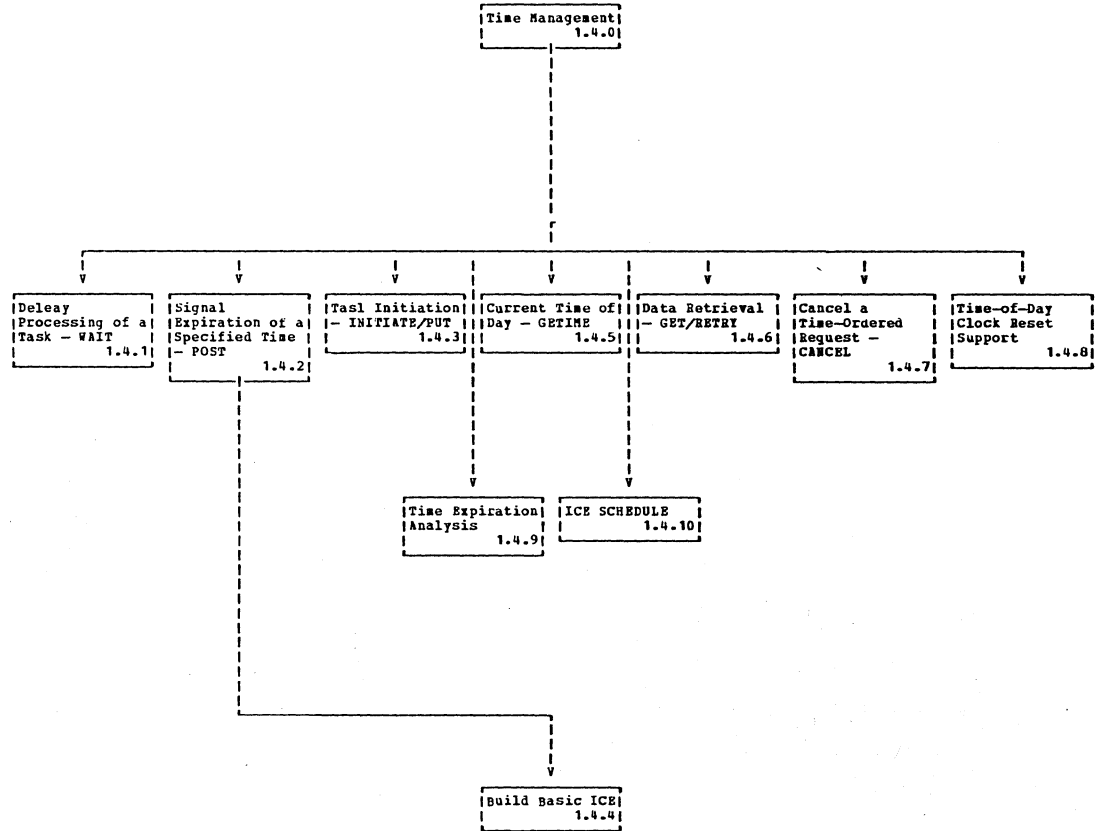 Time Management
1.4.0
Deleay
Processing of a
Task — WAIT
1.4.1
Signal
Expiration of a
Specified Time
— POST
1.4.2
Tasl Initiation
— INITIATE/PUT
1.4.3
Current Time of
Day — GETIME
1.4.5
Data Retrieval
— GET/RETRY
1.4.6
Cancel a
Time-Ordered
Request —
CANCEL
1.4.7
Time-of-Day
Clock Reset
Support
1.4.8
Time Expiration
Analysis
1.4.9
ICE SCHEDULE
1.4.10
Build Basic ICE
1.4.4